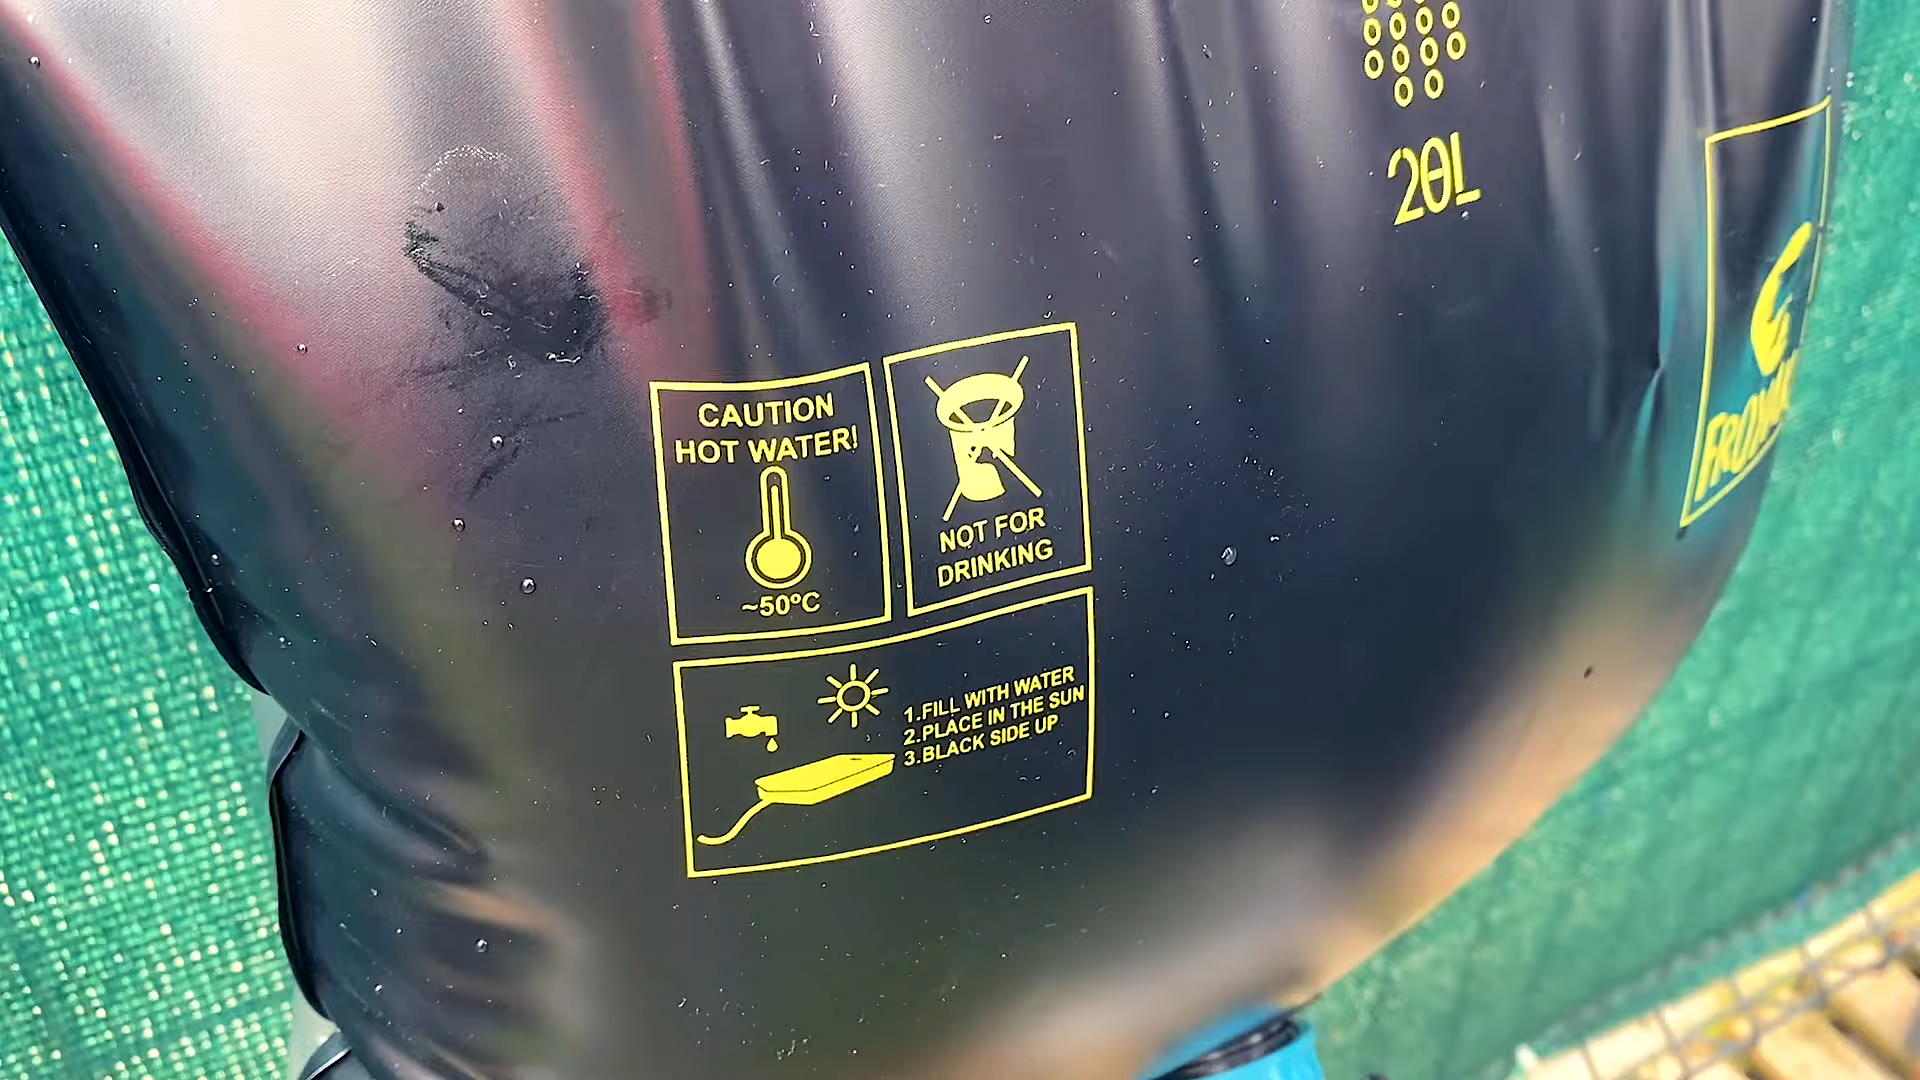 20L
CAUTION
HOT WATER!
~50ºC
NOT FOR
DRINKING
1.FILL WITH WATER
2.PLACE IN THE SUN
3.BLACK SIDE UP